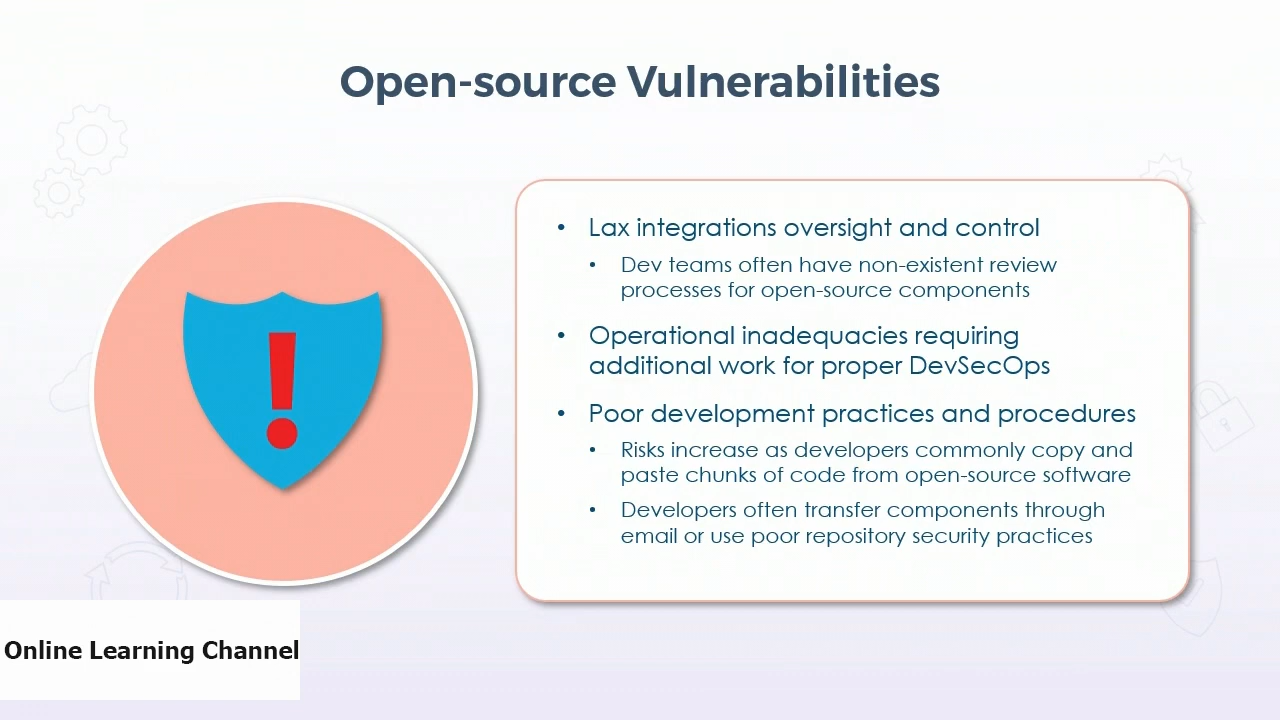 Open-source Vulnerabilities
• Lax integrations oversight and control
• Dev teams often have non-existent review
processes for open-source components
• Operational inadequacies requiring
additional work for proper DevSecOps
• Poor development practices and procedures
• Risks increase as developers commonly copy and
paste chunks of code from open-source software
• Developers often transfer components through
email or use poor repository security practices
Online Learning Channel